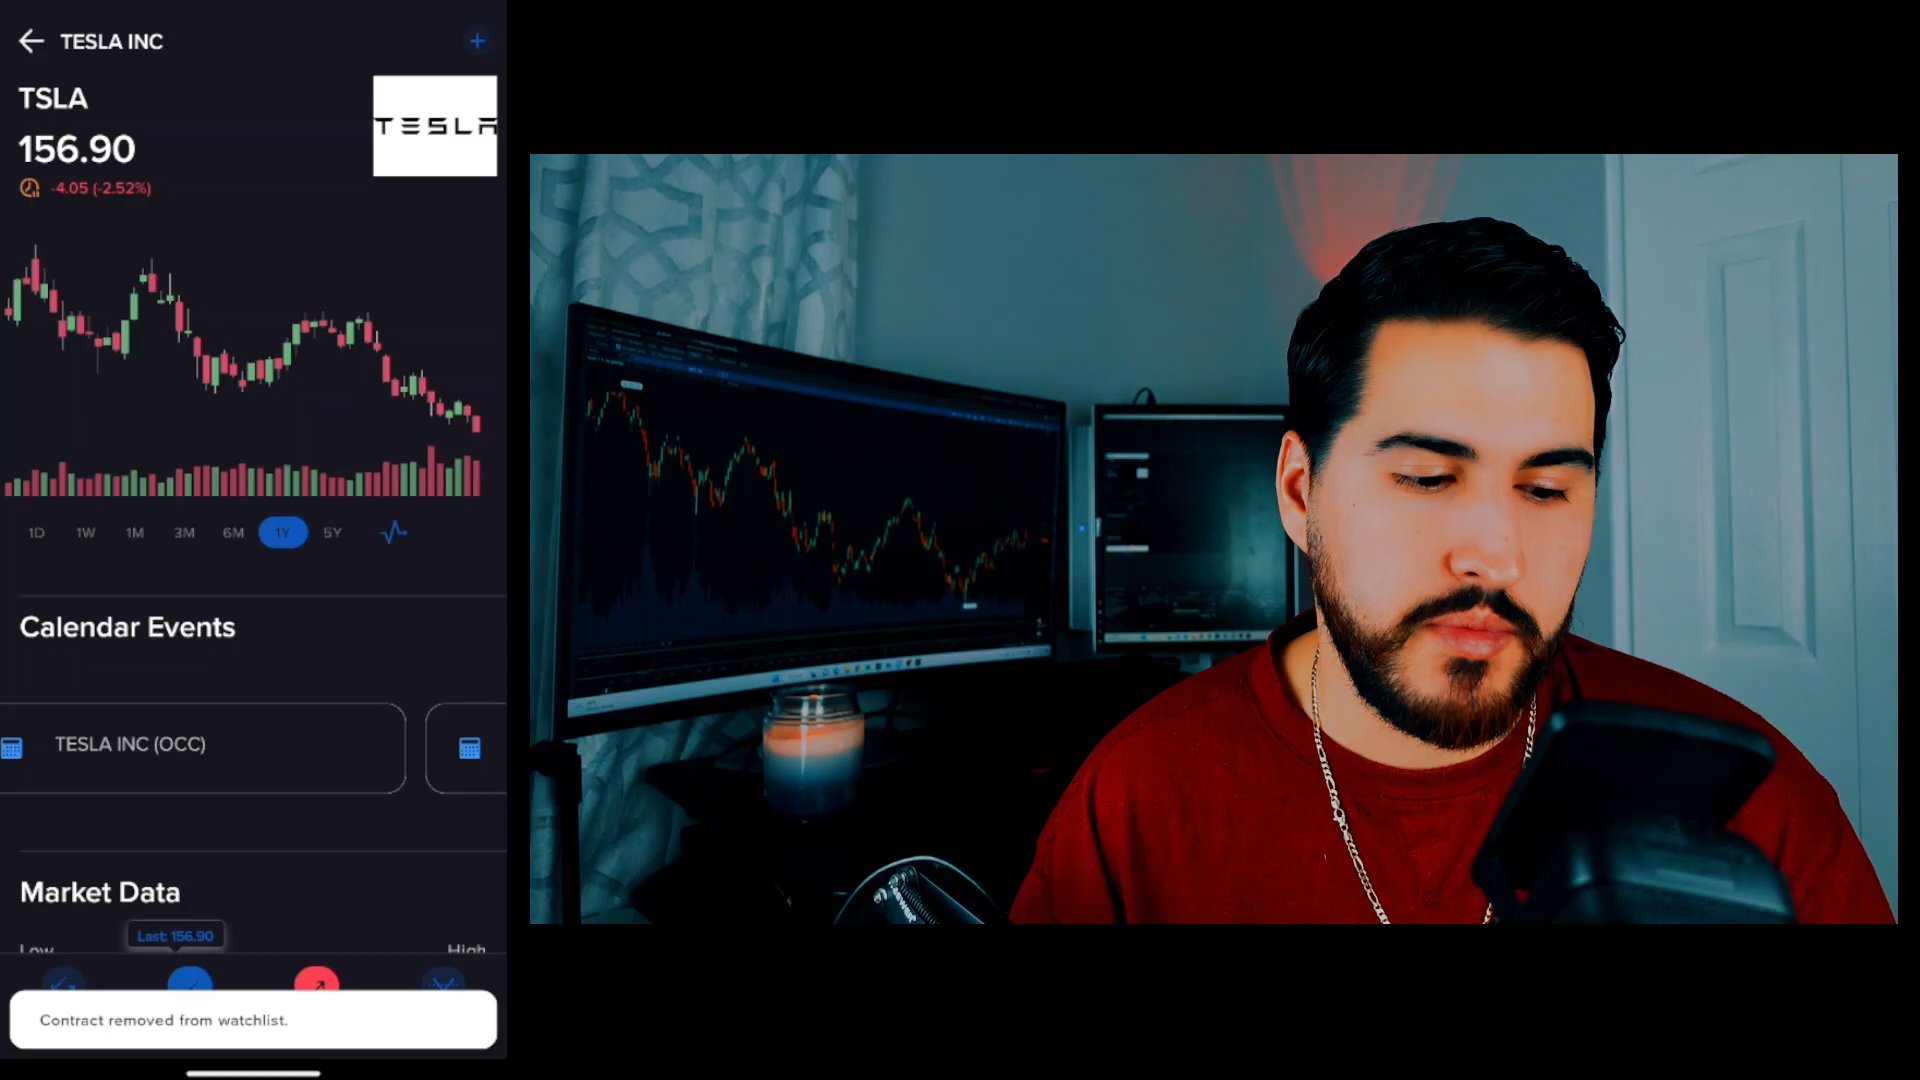 TESLA INC
TSLA
TESLA
156.90
-4.05 (-2.52%)
1D 1W 1M 3M 6M 1Y 5Y
Calendar Events
TESLA INC (OCC)
Market Data
Last: 156.90
Low High
Contract removed from watchlist.